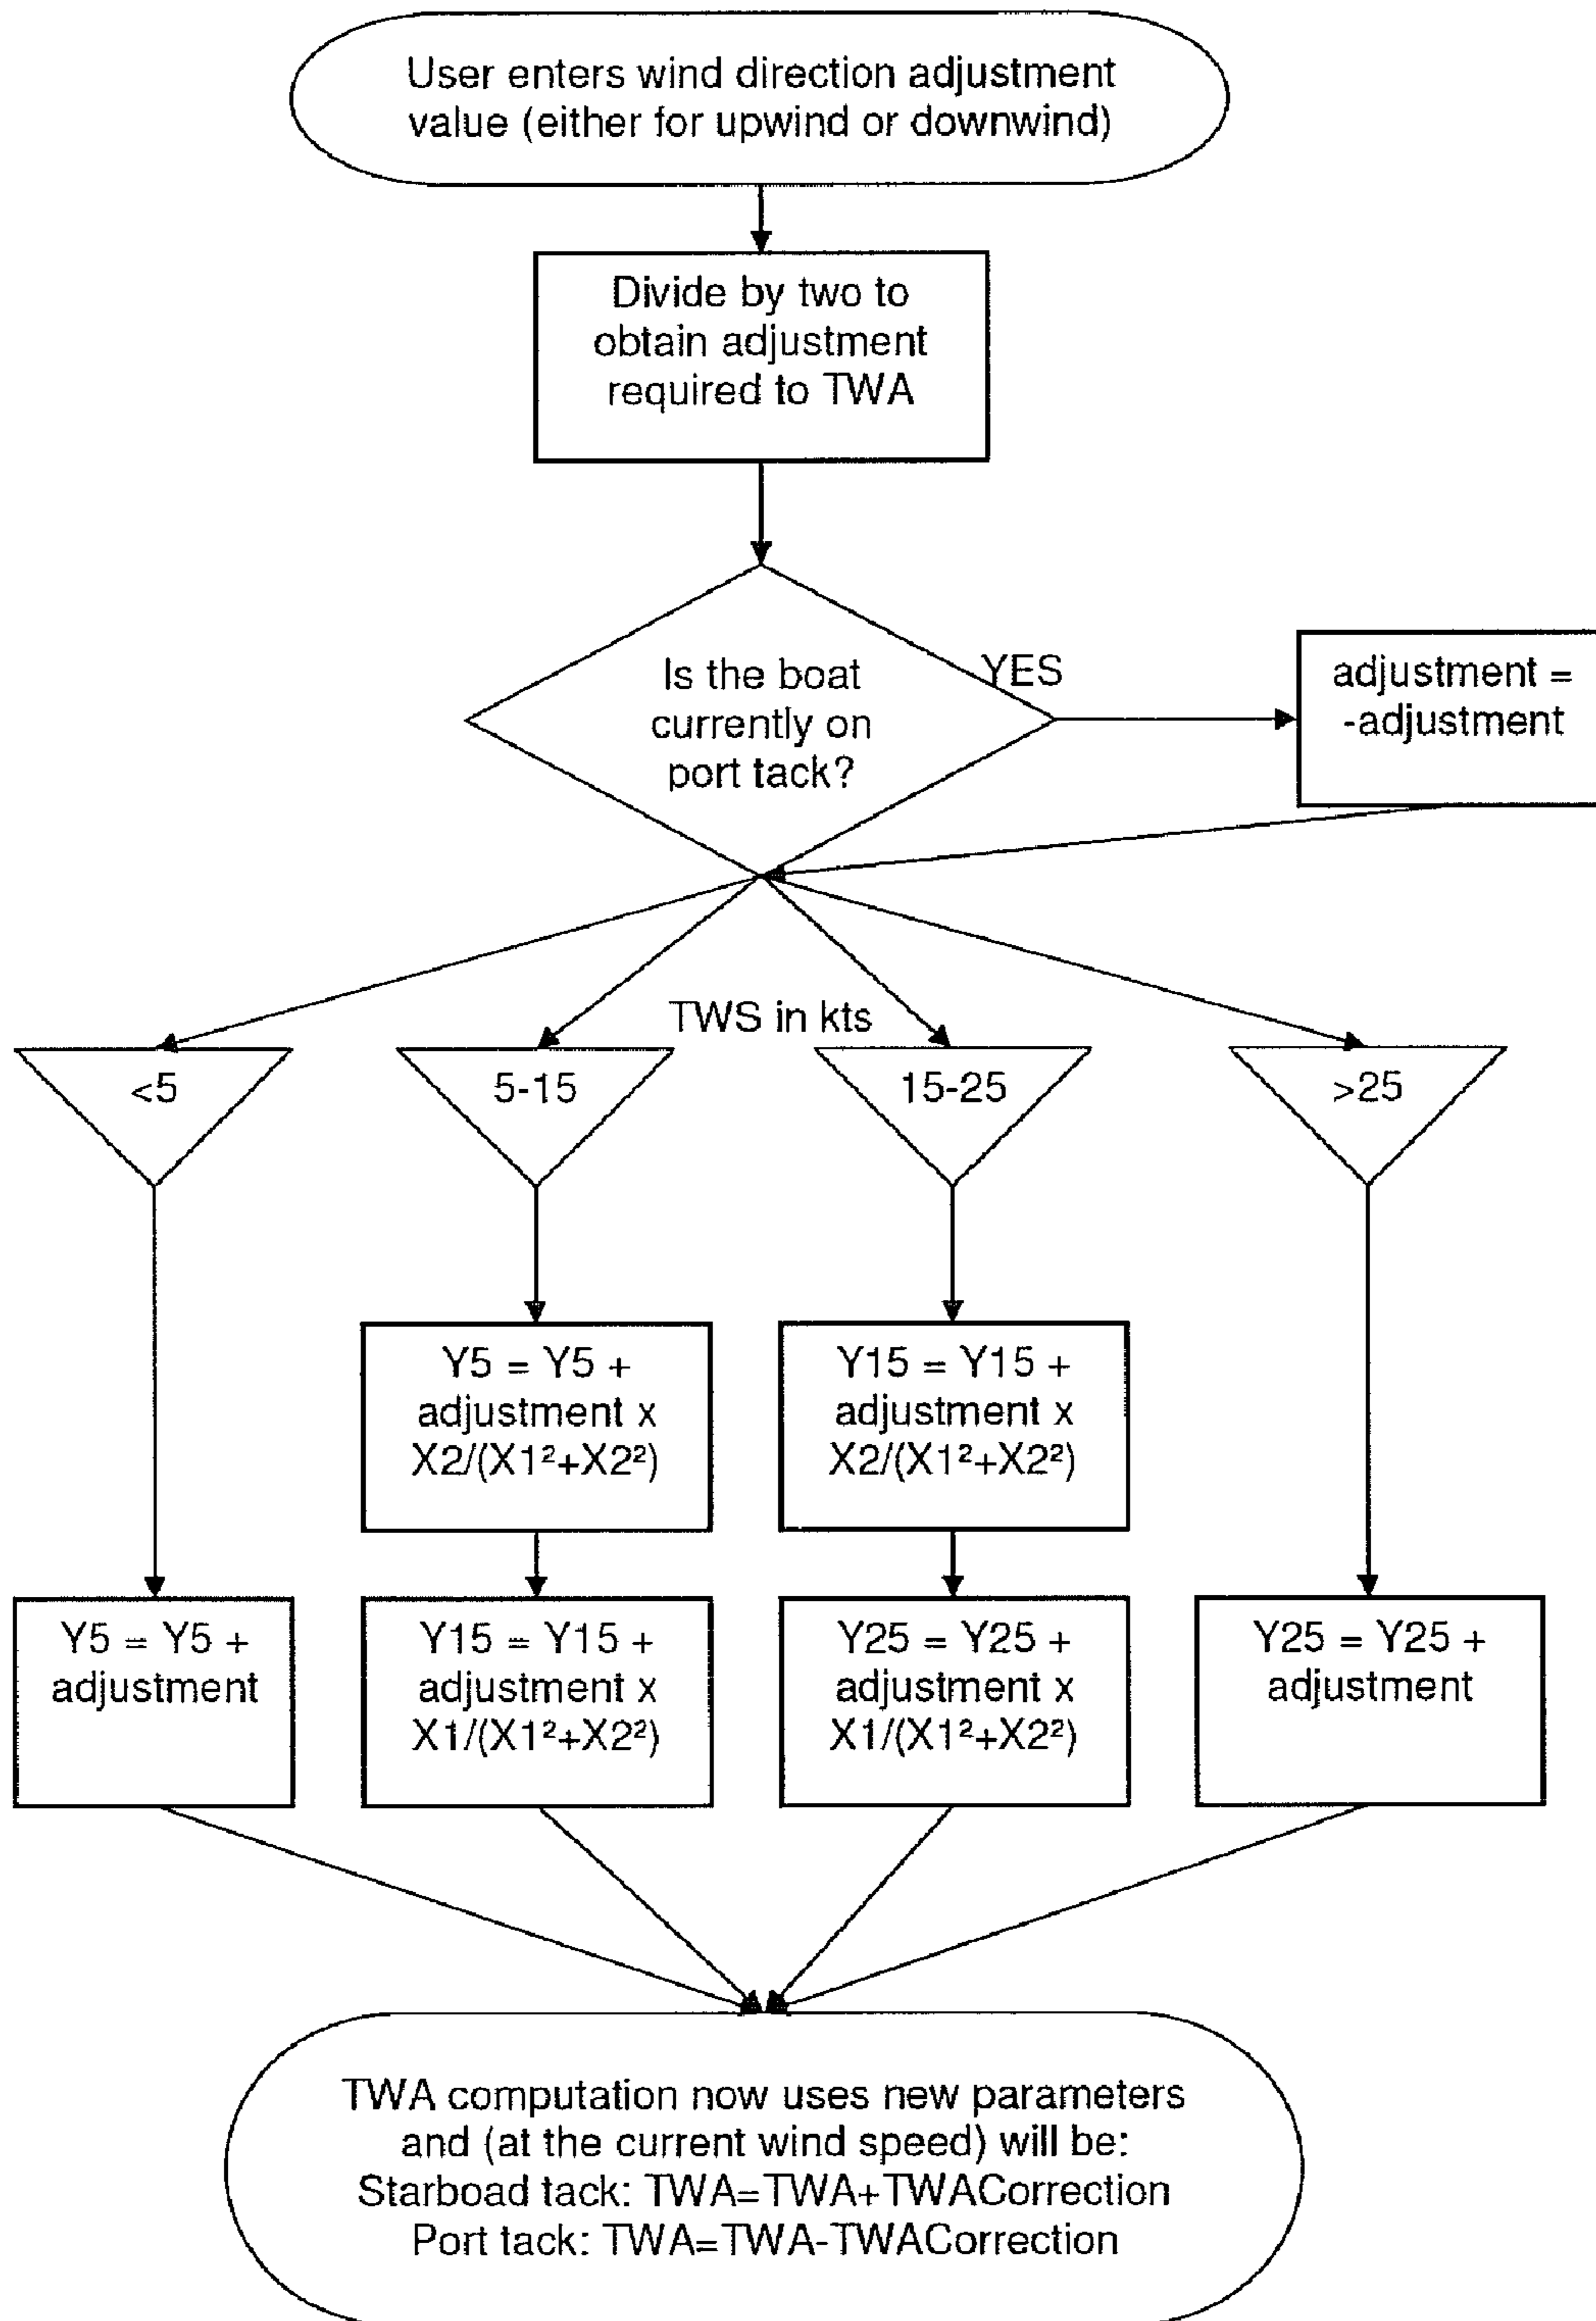 User enters wind direction adjustment
value (either for upwind or downwind)
Divide by two to
obtain adjustment
required to TWA
Is the boat
currently on
port tack?
YES
adjustment =
-adjustment
TWS in kts
<5
5-15
15-25
>25
Y5 = Y5 +
adjustment x
X2/(X1²+X2²)
Y15 = Y15 +
adjustment x
X2/(X1²+X2²)
Y5 = Y5 +
adjustment
Y15 = Y15 +
adjustment x
X1/(X1²+X2²)
Y25 = Y25 +
adjustment x
X1/(X1²+X2²)
Y25 = Y25 +
adjustment
TWA computation now uses new parameters
and (at the current wind speed) will be:
Starboad tack: TWA=TWA+TWACorrection
Port tack: TWA=TWA-TWACorrection